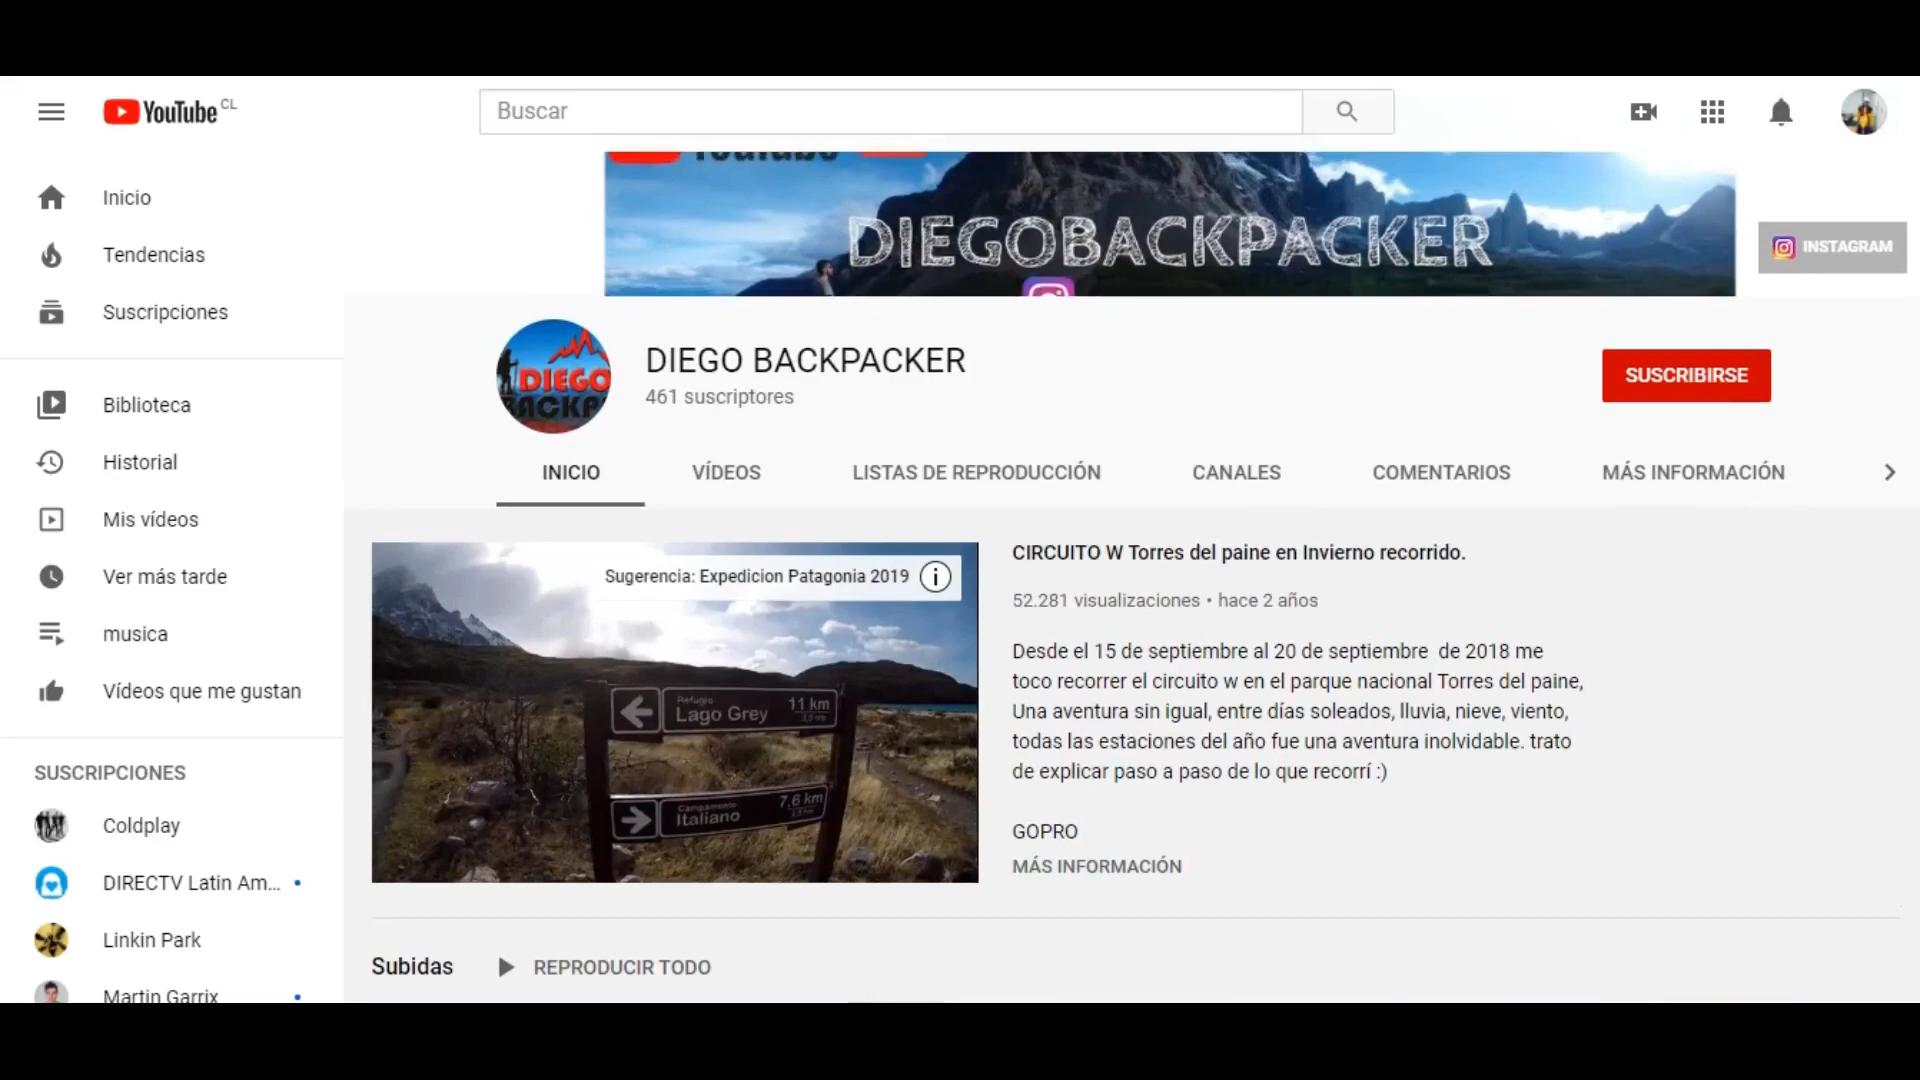 YouTube CL
Buscar
Inicio
Tendencias
Suscripciones
Biblioteca
Historial
Mis vídeos
Ver más tarde
musica
Vídeos que me gustan
SUSCRIPCIONES
Coldplay
DIRECTV Latin Am...
Linkin Park
Martin Garrix
YouTube
DIEGOBACKPACKER
INSTAGRAM
DIEGO
BACKP
DIEGO BACKPACKER
461 suscriptores
SUSCRIBIRSE
INICIO
VÍDEOS
LISTAS DE REPRODUCCIÓN
CANALES
COMENTARIOS
MÁS INFORMACIÓN
Sugerencia: Expedicion Patagonia 2019
Refugio
Lago Grey
11 km
Campamento
Italiano
7,6 km
CIRCUITO W Torres del paine en Invierno recorrido.
52.281 visualizaciones • hace 2 años
Desde el 15 de septiembre al 20 de septiembre de 2018 me
toco recorrer el circuito w en el parque nacional Torres del paine,
Una aventura sin igual, entre días soleados, lluvia, nieve, viento,
todas las estaciones del año fue una aventura inolvidable. trato
de explicar paso a paso de lo que recorrí :)
GOPRO
MÁS INFORMACIÓN
Subidas
REPRODUCIR TODO